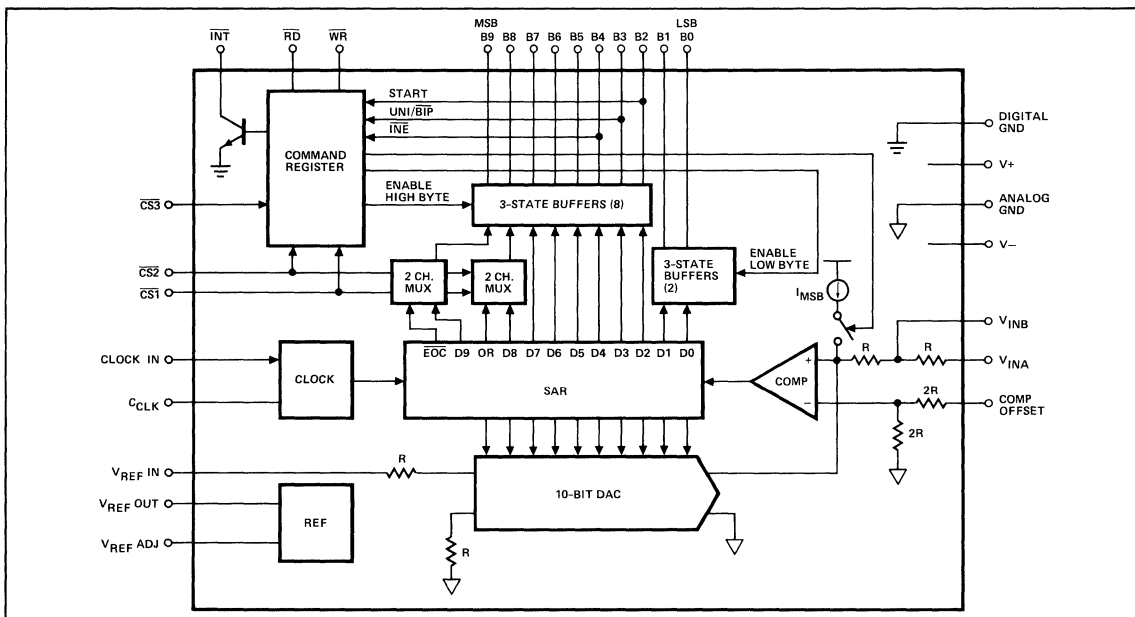 MSB LSB
INT RD WR B9 B8 B7 B6 B5 B4 B3 B2 B1 B0
START
UNI/BIP
INE
COMMAND
REGISTER
ENABLE
HIGH BYTE
3-STATE BUFFERS (8)
DIGITAL
GND
V+
ANALOG
GND
V–
CS3
CS2
CS1
2 CH.
MUX
2 CH.
MUX
3-STATE
BUFFERS
(2)
ENABLE
LOW BYTE
IMSB
VINB
R R
VINA
COMP
OFFSET
2R
2R
CLOCK IN
CCLK
CLOCK
EOC D9 OR D8 D7 D6 D5 D4 D3 D2 D1 D0
SAR
+
COMP
–
VREF IN
R
VREF OUT
VREF ADJ
REF
10-BIT DAC
R